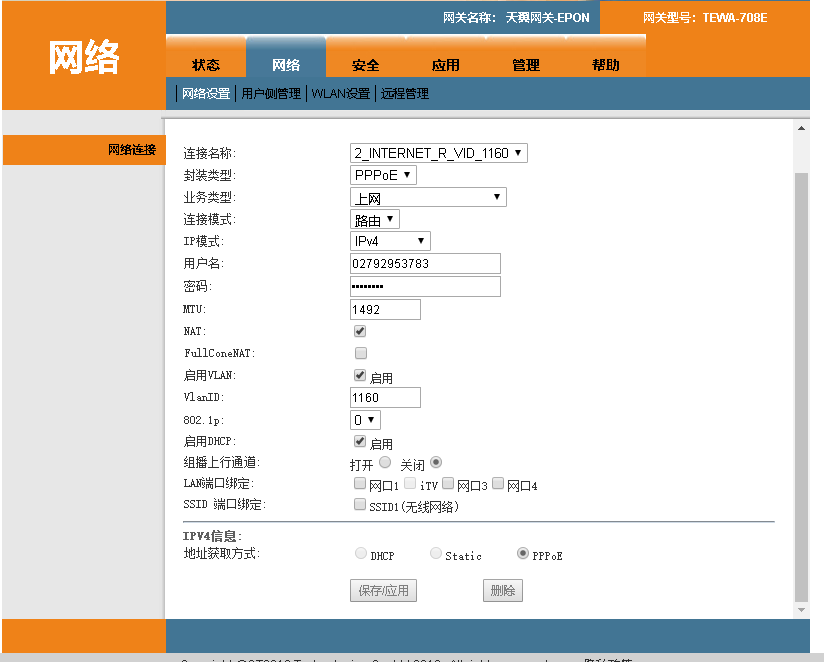 网关名称: 天翼网关-EPON 网关型号: TEWA-708E
网络
状态 网络 安全 应用 管理 帮助
网络设置 用户侧管理 WLAN设置 远程管理
网络连接
连接名称: 2_INTERNET_R_VID_1160
封装类型: PPPoE
业务类型: 上网
连接模式: 路由
IP模式: IPv4
用户名: 02792953783
密码: ••••••••
MTU: 1492
NAT:
FullConeNAT:
启用VLAN: 启用
VlanID: 1160
802.1p: 0
启用DHCP: 启用
组播上行通道: 打开 关闭
LAN端口绑定: 网口1 iTV 网口3 网口4
SSID 端口绑定: SSID1(无线网络)
IPV4信息:
地址获取方式: DHCP Static PPPoE
保存/应用 删除